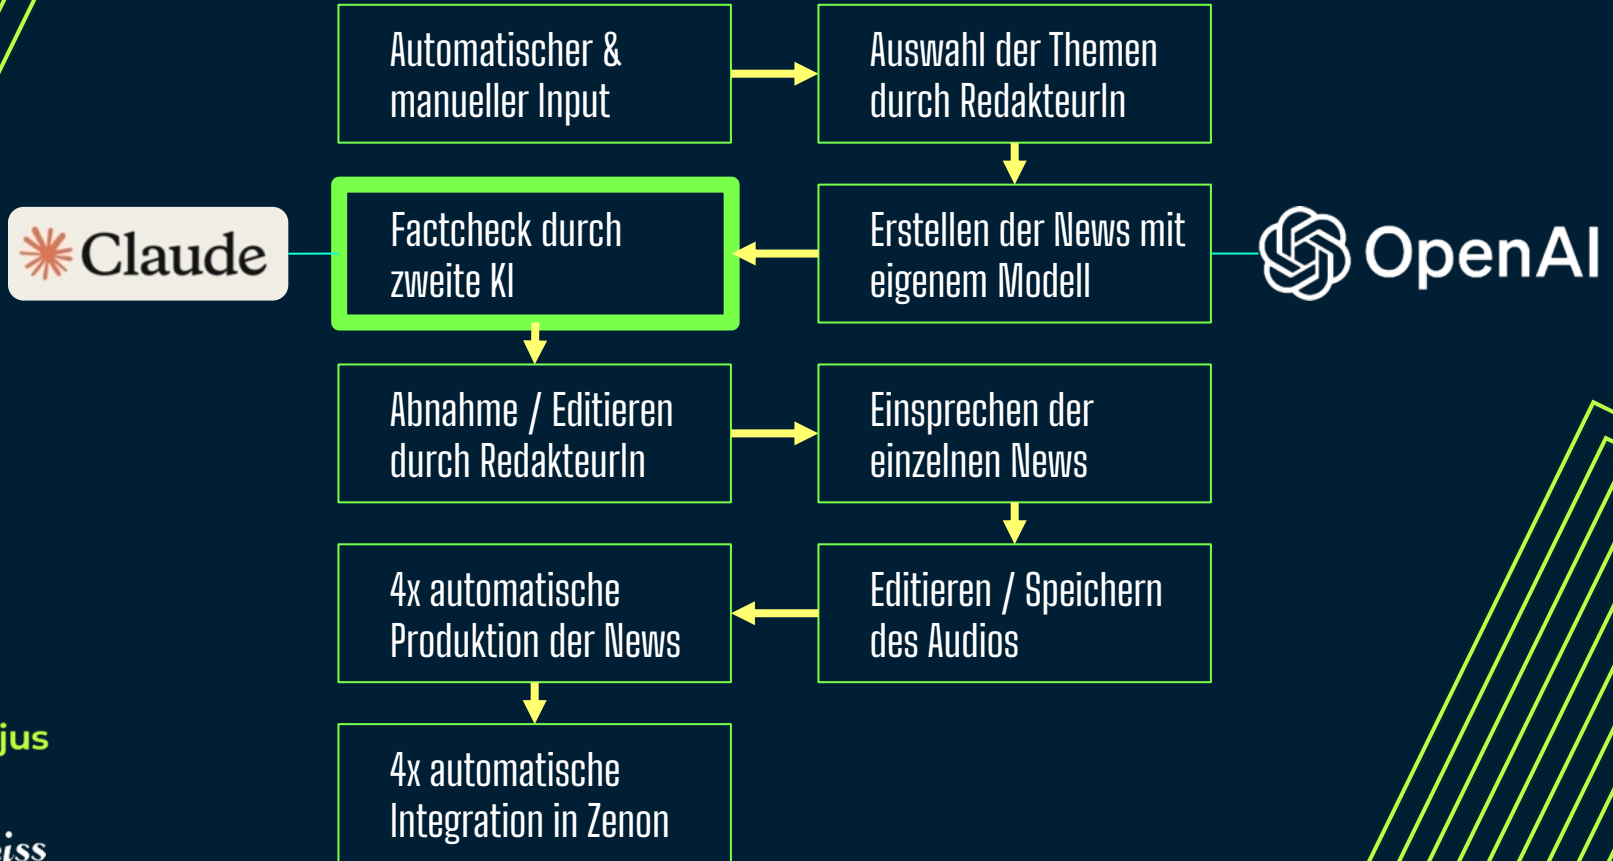 Automatischer &
manueller Input
Auswahl der Themen
durch RedakteurIn
Claude
Factcheck durch
zweite KI
Erstellen der News mit
eigenem Modell
OpenAI
Abnahme / Editieren
durch RedakteurIn
Einsprechen der
einzelnen News
4x automatische
Produktion der News
Editieren / Speichern
des Audios
4x automatische
Integration in Zenon